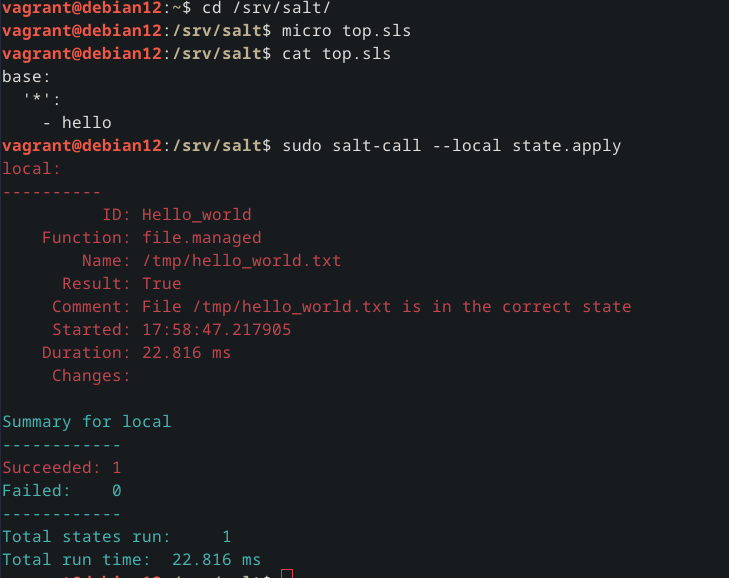 vagrant@debian12:~$ cd /srv/salt/
vagrant@debian12:/srv/salt$ micro top.sls
vagrant@debian12:/srv/salt$ cat top.sls
base:
  '*':
    - hello
vagrant@debian12:/srv/salt$ sudo salt-call --local state.apply
local:
----------
          ID: Hello_world
    Function: file.managed
        Name: /tmp/hello_world.txt
      Result: True
     Comment: File /tmp/hello_world.txt is in the correct state
     Started: 17:58:47.217905
    Duration: 22.816 ms
     Changes:

Summary for local
------------
Succeeded: 1
Failed:    0
------------
Total states run:     1
Total run time:  22.816 ms